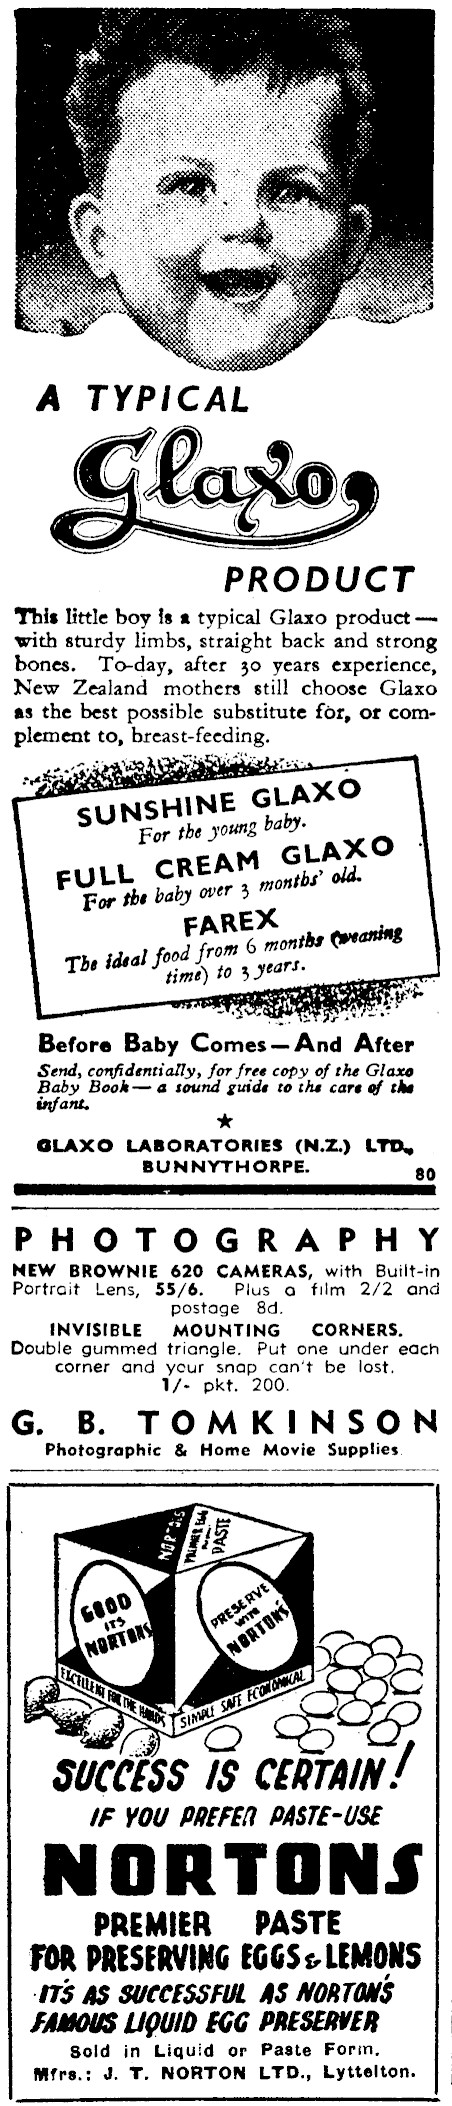 A TYPICAL
Glaxo
PRODUCT
This little boy is a typical Glaxo product —
with sturdy limbs, straight back and strong
bones. To-day, after 30 years experience,
New Zealand mothers still choose Glaxo
as the best possible substitute for, or com-
plement to, breast-feeding.
SUNSHINE GLAXO
For the young baby.
FULL CREAM GLAXO
For the baby over 3 months' old.
FAREX
The ideal food from 6 months (weaning
time) to 3 years.
Before Baby Comes — And After
Send, confidentially, for free copy of the Glaxo
Baby Book — a sound guide to the care of the
infant.
GLAXO LABORATORIES (N.Z.) LTD.,
BUNNYTHORPE.
80
PHOTOGRAPHY
NEW BROWNIE 620 CAMERAS, with Built-in
Portrait Lens, 55/6. Plus a film 2/2 and
postage 8d.
INVISIBLE MOUNTING CORNERS.
Double gummed triangle. Put one under each
corner and your snap can't be lost.
1/- pkt. 200.
G. B. TOMKINSON
Photographic & Home Movie Supplies
NORTONS
PREMIER EGG
PASTE
GOOD
ITS
NORTONS
PRESERVE
WITH
NORTONS
EXCELLENT FOR THE HANDS
SIMPLE SAFE ECONOMICAL
SUCCESS IS CERTAIN!
IF YOU PREFER PASTE-USE
NORTONS
PREMIER PASTE
FOR PRESERVING EGGS & LEMONS
IT'S AS SUCCESSFUL AS NORTON'S
FAMOUS LIQUID EGG PRESERVER
Sold in Liquid or Paste Form.
Mfrs.: J. T. NORTON LTD., Lyttelton.